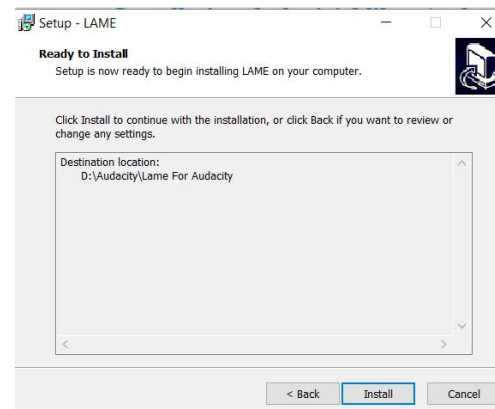 Setup - LAME
Ready to Install
Setup is now ready to begin installing LAME on your computer.
Click Install to continue with the installation, or click Back if you want to review or
change any settings.
Destination location:
D:\Audacity\Lame For Audacity
< Back Install Cancel